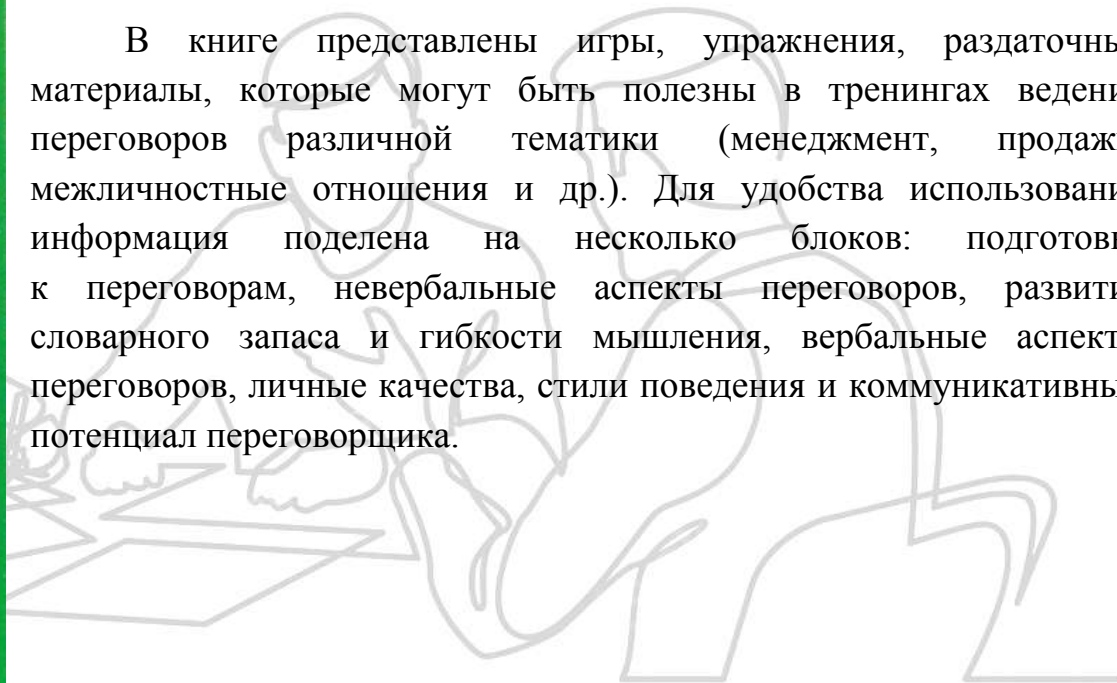 В книге представлены игры, упражнения, раздаточны
материалы, которые могут быть полезны в тренингах ведени
переговоров различной тематики (менеджмент, продаж
межличностные отношения и др.). Для удобства использовани
информация поделена на несколько блоков: подготовк
к переговорам, невербальные аспекты переговоров, развити
словарного запаса и гибкости мышления, вербальные аспект
переговоров, личные качества, стили поведения и коммуникативны
потенциал переговорщика.